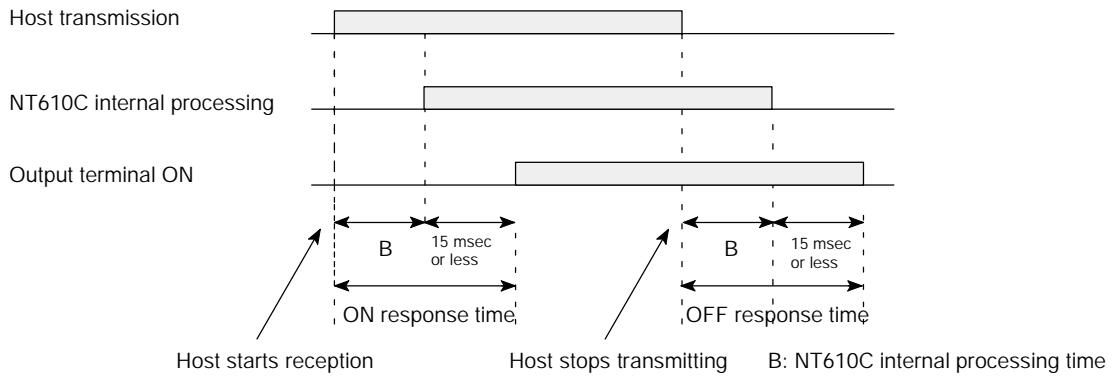 Host transmission
NT610C internal processing
Output terminal ON
B
15 msec
or less
B
15 msec
or less
ON response time
OFF response time
Host starts reception
Host stops transmitting
B: NT610C internal processing time